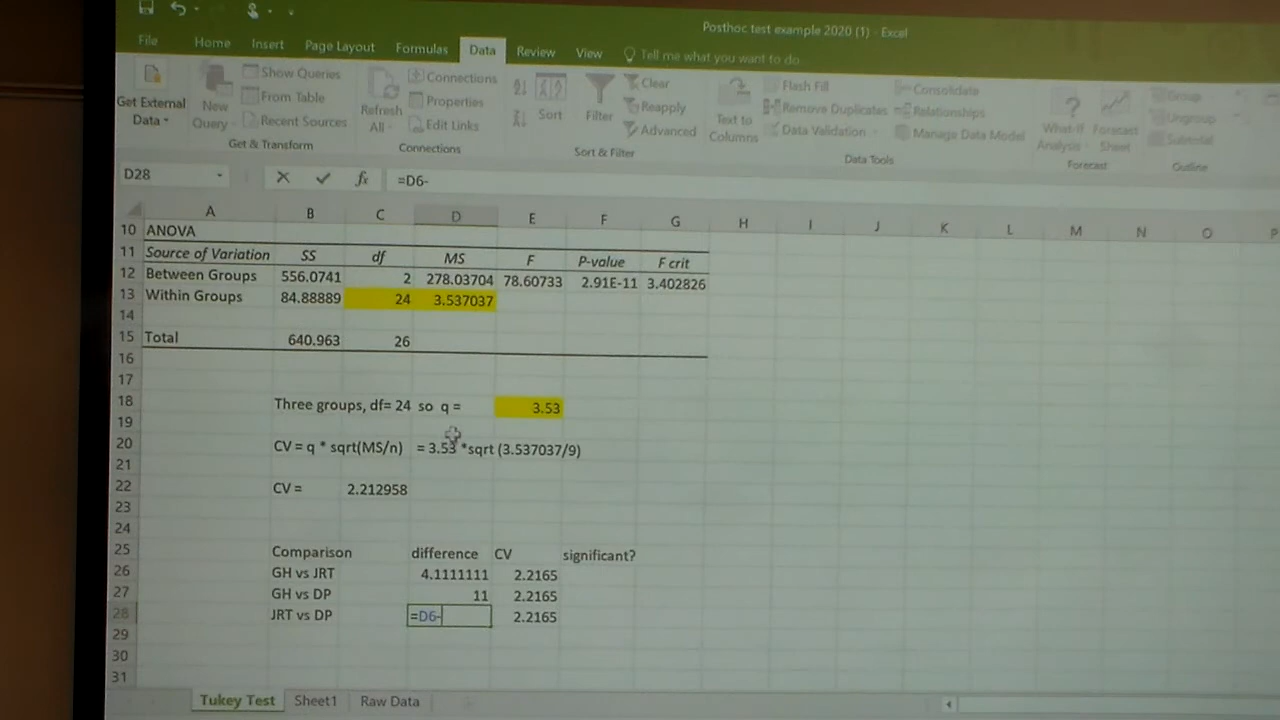 Posthoc test example 2020 (1) - Excel
File Home Insert Page Layout Formulas Data Review View Tell me what you want to do
Get External Data
New Query
Show Queries
From Table
Recent Sources
Get & Transform
Refresh All
Connections
Properties
Edit Links
Connections
Sort
Filter
Clear
Reapply
Advanced
Sort & Filter
Text to Columns
Flash Fill
Remove Duplicates
Data Validation
Consolidate
Relationships
Manage Data Model
Data Tools
What-If Analysis
Forecast Sheet
Forecast
Group
Ungroup
Subtotal
Outline
D28 fx =D6-
A B C D E F G H I J K L M N O P
10 ANOVA
11 Source of Variation SS df MS F P-value F crit
12 Between Groups 556.0741 2 278.03704 78.60733 2.91E-11 3.402826
13 Within Groups 84.88889 24 3.537037
14
15 Total 640.963 26
16
17
18 Three groups, df= 24 so q = 3.53
19
20 CV = q * sqrt(MS/n) = 3.53 *sqrt (3.537037/9)
21
22 CV = 2.212958
23
24
25 Comparison difference CV significant?
26 GH vs JRT 4.1111111 2.2165
27 GH vs DP 11 2.2165
28 JRT vs DP =D6- 2.2165
29
30
31
Tukey Test Sheet1 Raw Data